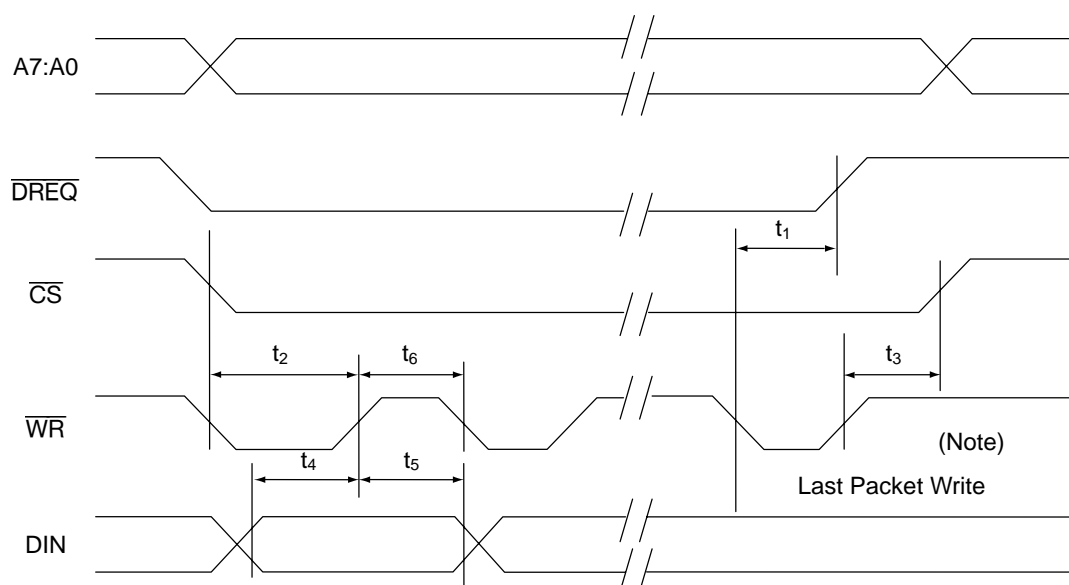 A7:A0
DREQ
t1
CS
t2
t6
t3
WR
(Note)
t4
t5
Last Packet Write
DIN